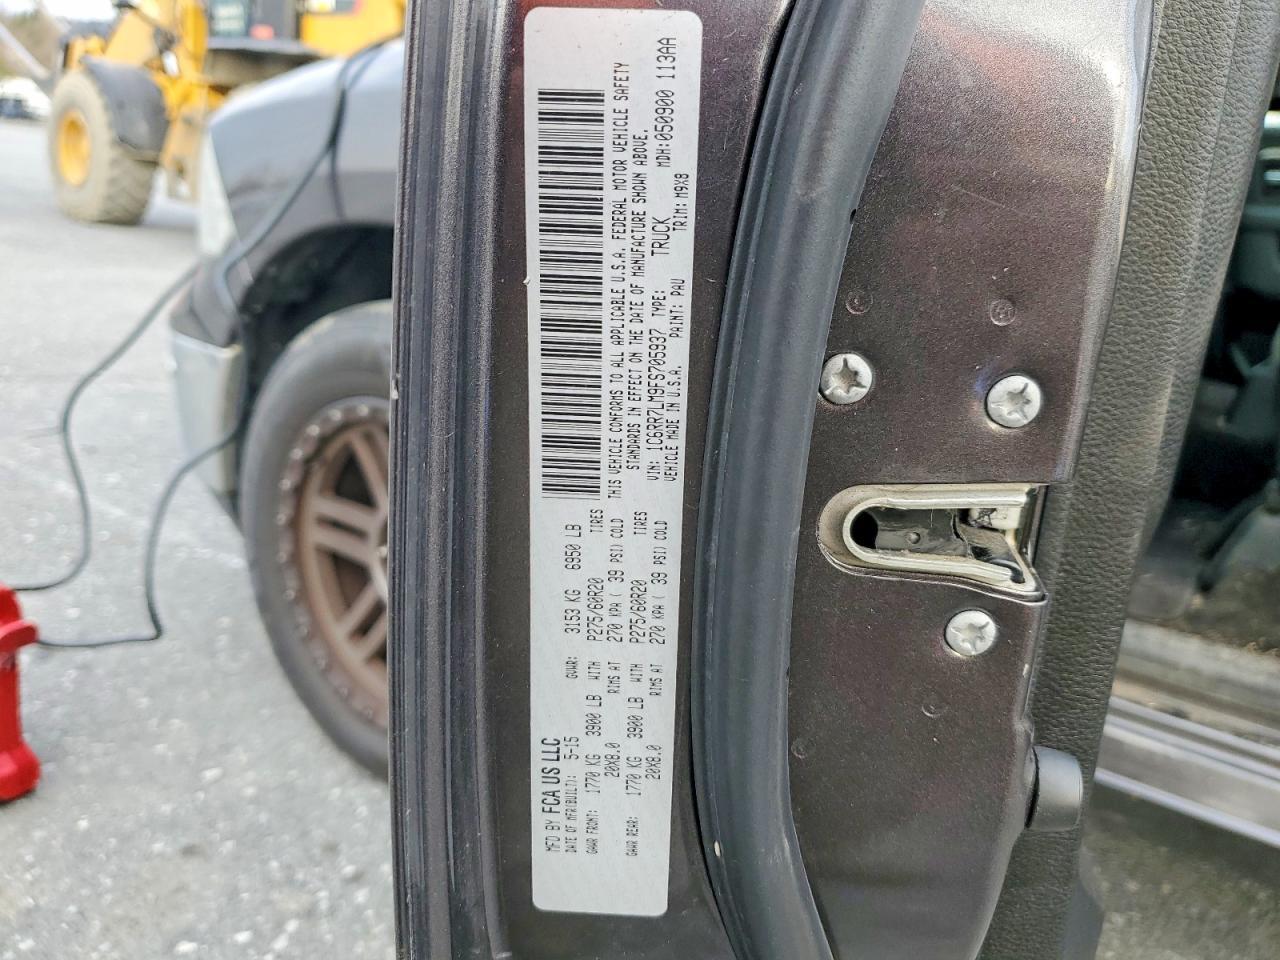 MFD BY FCA US LLC
DATE OF MFR(BUILT): 5-15 GVWR: 3153 KG 6950 LB
GAWR FRONT: 1770 KG 3900 LB WITH P275/60R20 TIRES
20X8.0 RIMS AT 270 KPA ( 39 PSI) COLD
GAWR REAR: 1770 KG 3900 LB WITH P275/60R20 TIRES
20X8.0 RIMS AT 270 KPA ( 39 PSI) COLD
THIS VEHICLE CONFORMS TO ALL APPLICABLE U.S.A. FEDERAL MOTOR VEHICLE SAFETY
STANDARDS IN EFFECT ON THE DATE OF MANUFACTURE SHOWN ABOVE.
VIN: 1C6RR7LM9FS705937 TYPE: TRUCK MDH:050900 113AA
VEHICLE MADE IN U.S.A. PAINT: PAU TRIM: M9X8